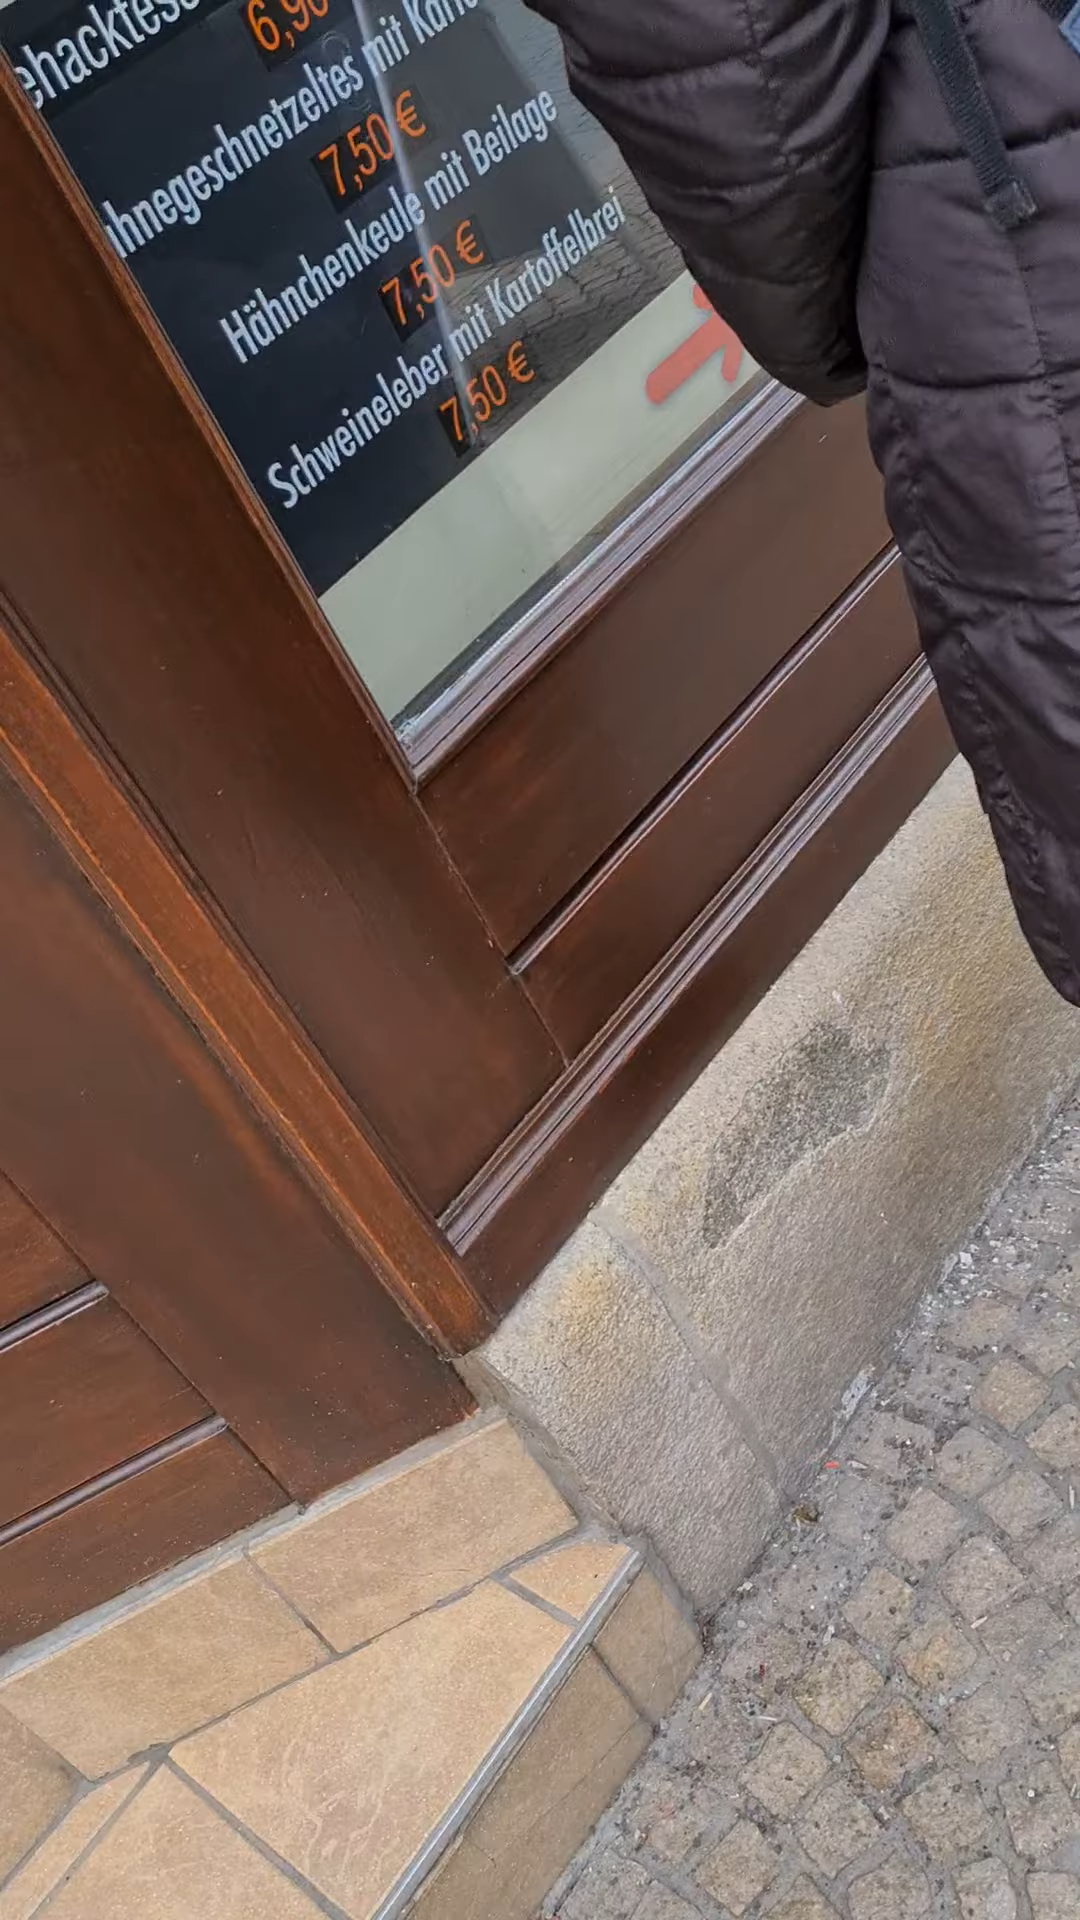 6,90
7,50 €
Hähnchenkeule mit Beilage
7,50 €
Schweineleber mit Kartoffelbrei
7,50 €